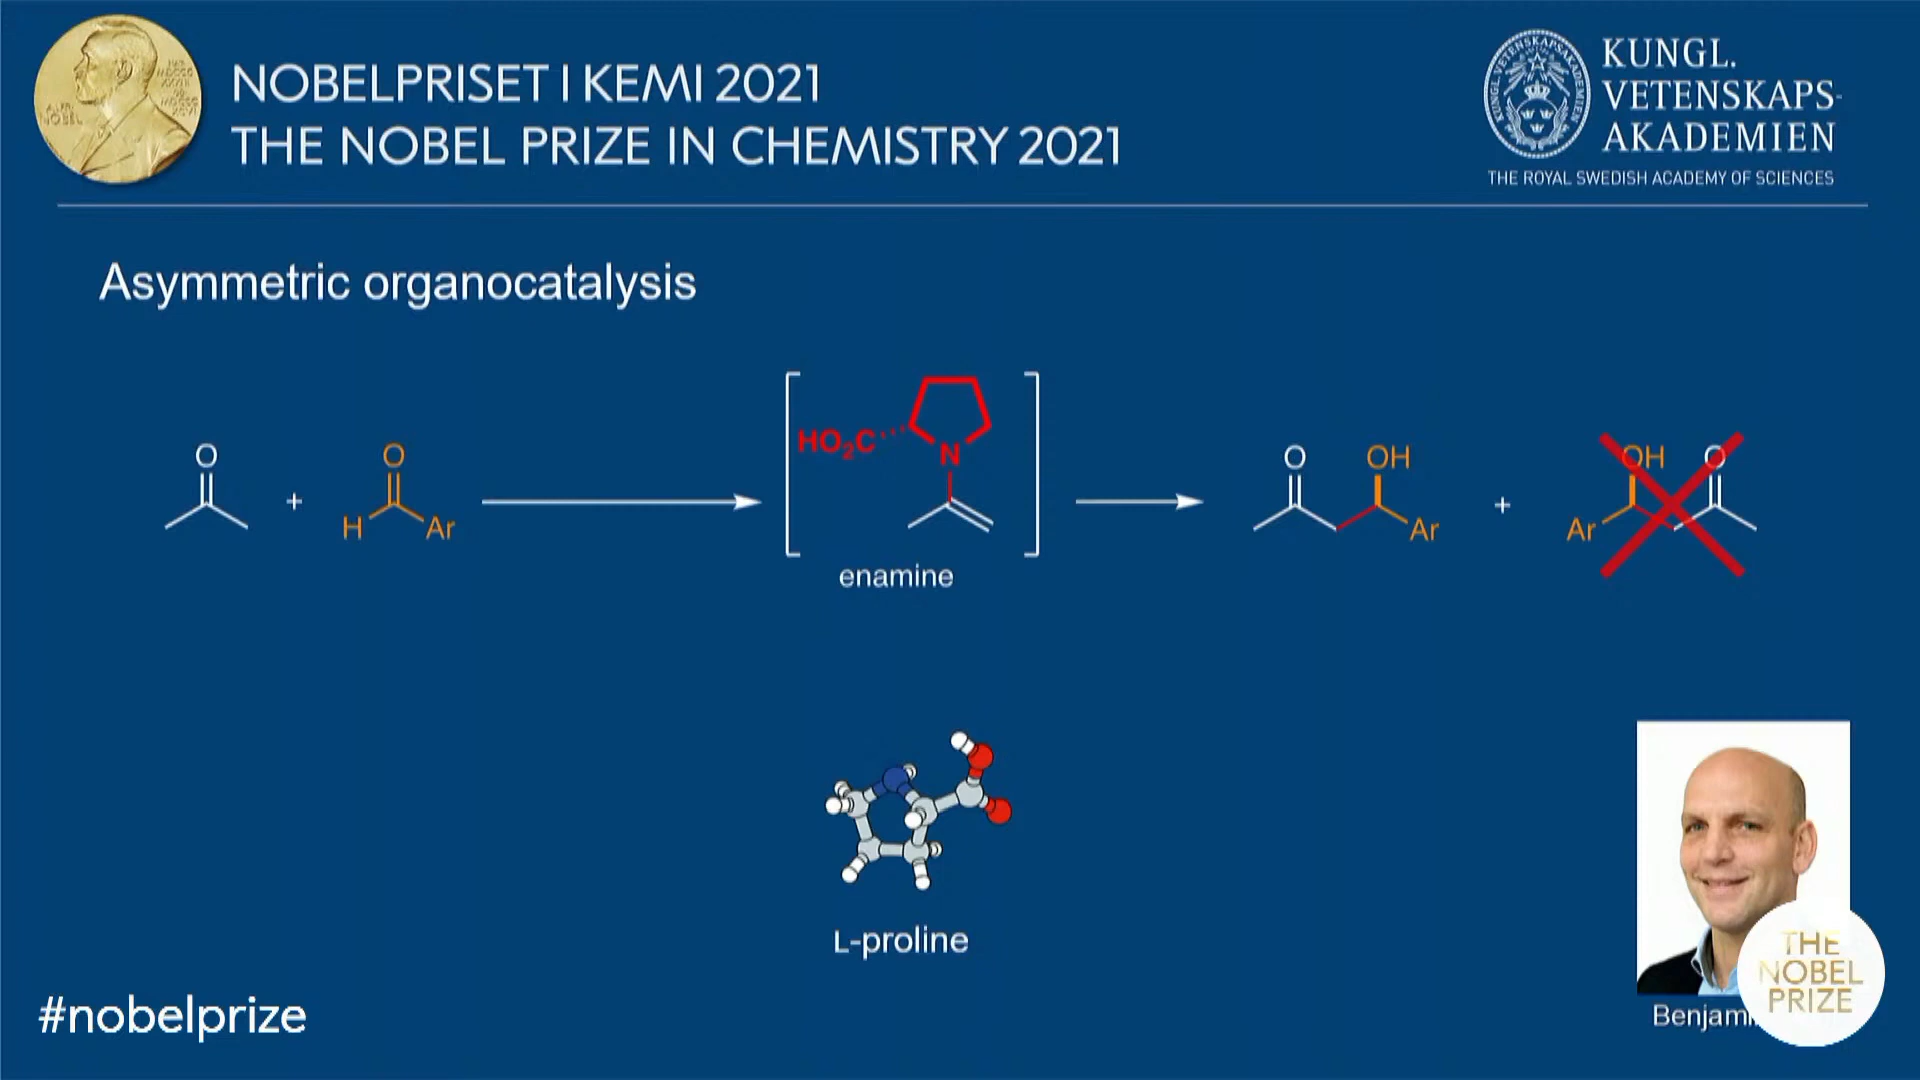 NOBELPRISET I KEMI 2021
THE NOBEL PRIZE IN CHEMISTRY 2021
KUNGL.
VETENSKAPS-
AKADEMIEN
THE ROYAL SWEDISH ACADEMY OF SCIENCES
Asymmetric organocatalysis
O
+
O
H
Ar
HO₂C
N
enamine
O
OH
Ar
+
OH
O
Ar
L-proline
THE
NOBEL
PRIZE
#nobelprize